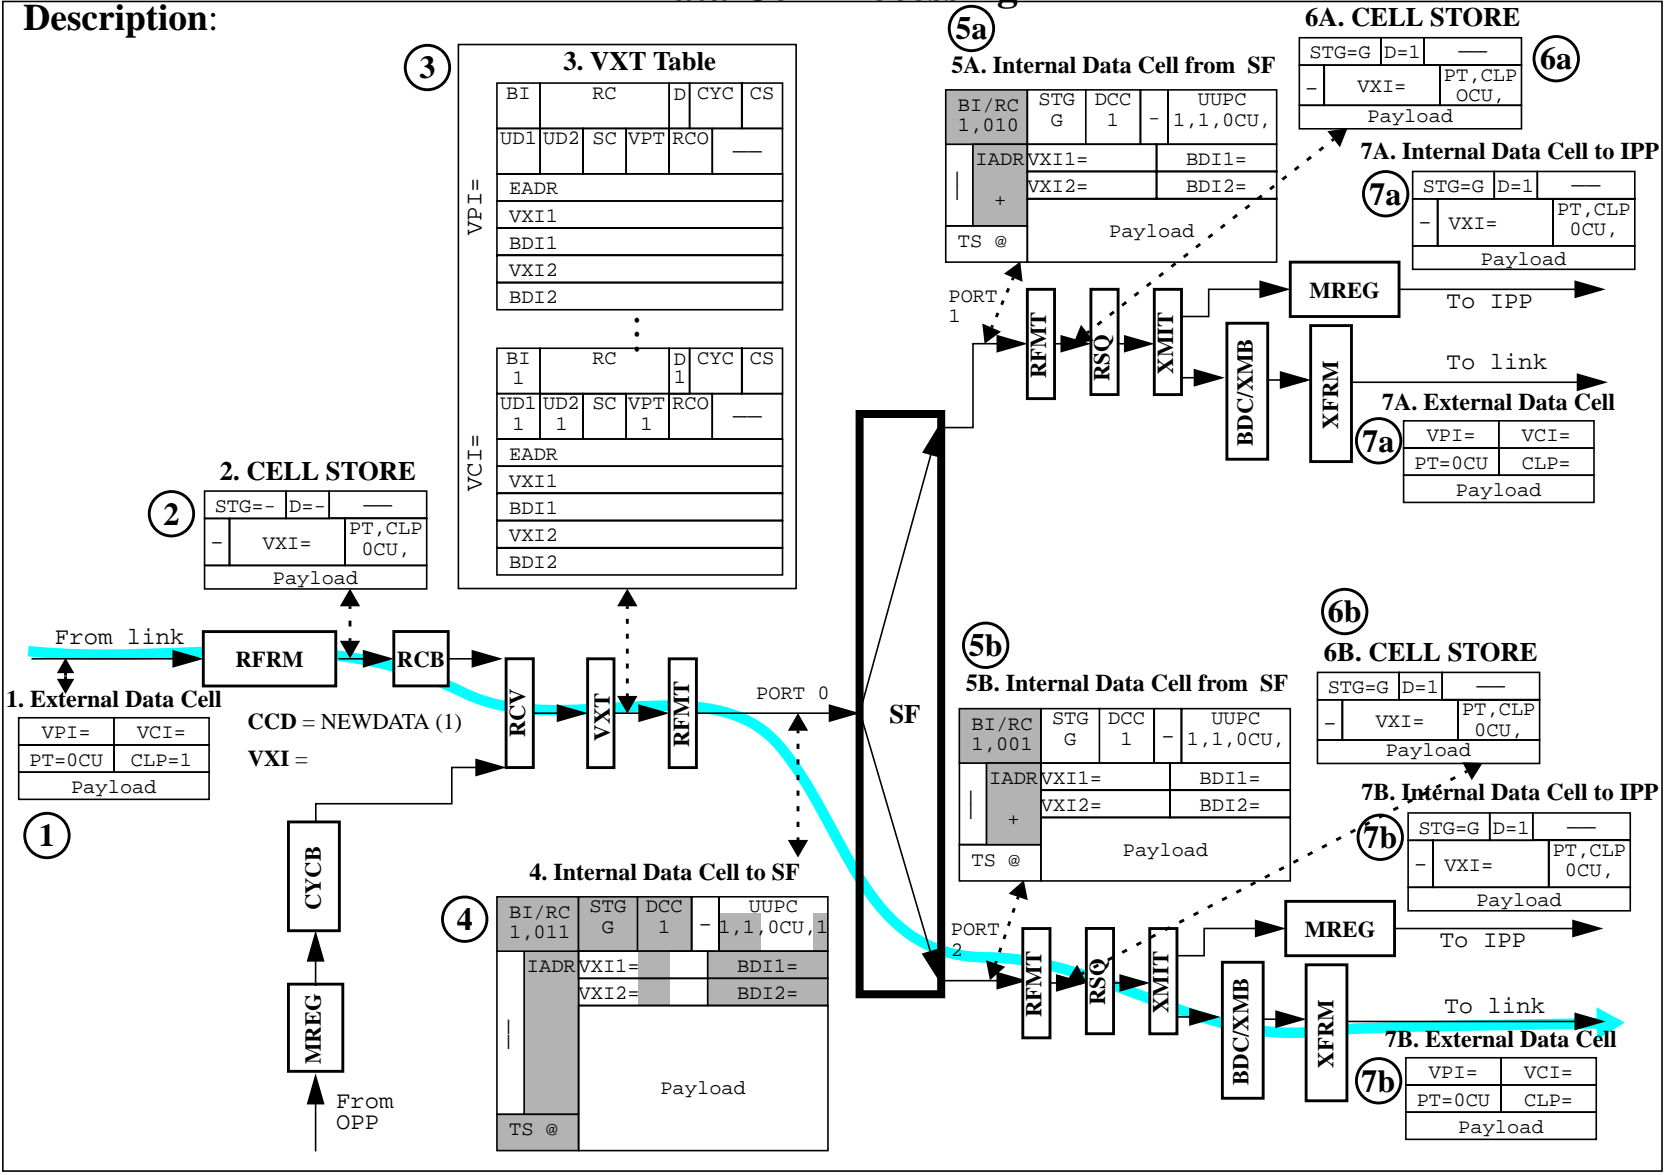 Description:
3
3. VXT Table
BI RC D CYC CS
UD1 UD2 SC VPT RCO —
VPI=
EADR
VXI1
BDI1
VXI2
BDI2
BI RC D CYC CS
1 1
UD1 UD2 SC VPT RCO —
1 1 1
VCI=
EADR
VXI1
BDI1
VXI2
BDI2
2. CELL STORE
2
STG=- D=- —
- VXI= PT,CLP
0CU,
Payload
From link
RFRM
RCB
1. External Data Cell
VPI= VCI=
PT=0CU CLP=1
Payload
1
CCD = NEWDATA (1)
VXI =
RCV
VXT
RFMT
PORT 0
SF
CYCB
MREG
From
OPP
4. Internal Data Cell to SF
4
BI/RC STG DCC - UUPC
1,011 G 1 1,1,0CU,1
— IADR VXI1= BDI1=
VXI2= BDI2=
Payload
TS @
5a
5A. Internal Data Cell from SF
BI/RC STG DCC - UUPC
1,010 G 1 1,1,0CU,
— IADR VXI1= BDI1=
+ VXI2= BDI2=
Payload
TS @
6A. CELL STORE
6a
STG=G D=1 —
- VXI= PT,CLP
OCU,
Payload
7A. Internal Data Cell to IPP
7a
STG=G D=1 —
- VXI= PT,CLP
0CU,
Payload
PORT
1
RFMT
RSQ
XMIT
MREG
To IPP
BDC/XMB
XFRM
To link
7A. External Data Cell
7a
VPI= VCI=
PT=0CU CLP=
Payload
5b
5B. Internal Data Cell from SF
BI/RC STG DCC - UUPC
1,001 G 1 1,1,0CU,
— IADR VXI1= BDI1=
+ VXI2= BDI2=
Payload
TS @
6b
6B. CELL STORE
STG=G D=1 —
- VXI= PT,CLP
0CU,
Payload
7B. Internal Data Cell to IPP
7b
STG=G D=1 —
- VXI= PT,CLP
0CU,
Payload
PORT
2
RFMT
RSQ
XMIT
MREG
To IPP
BDC/XMB
XFRM
To link
7B. External Data Cell
7b
VPI= VCI=
PT=0CU CLP=
Payload